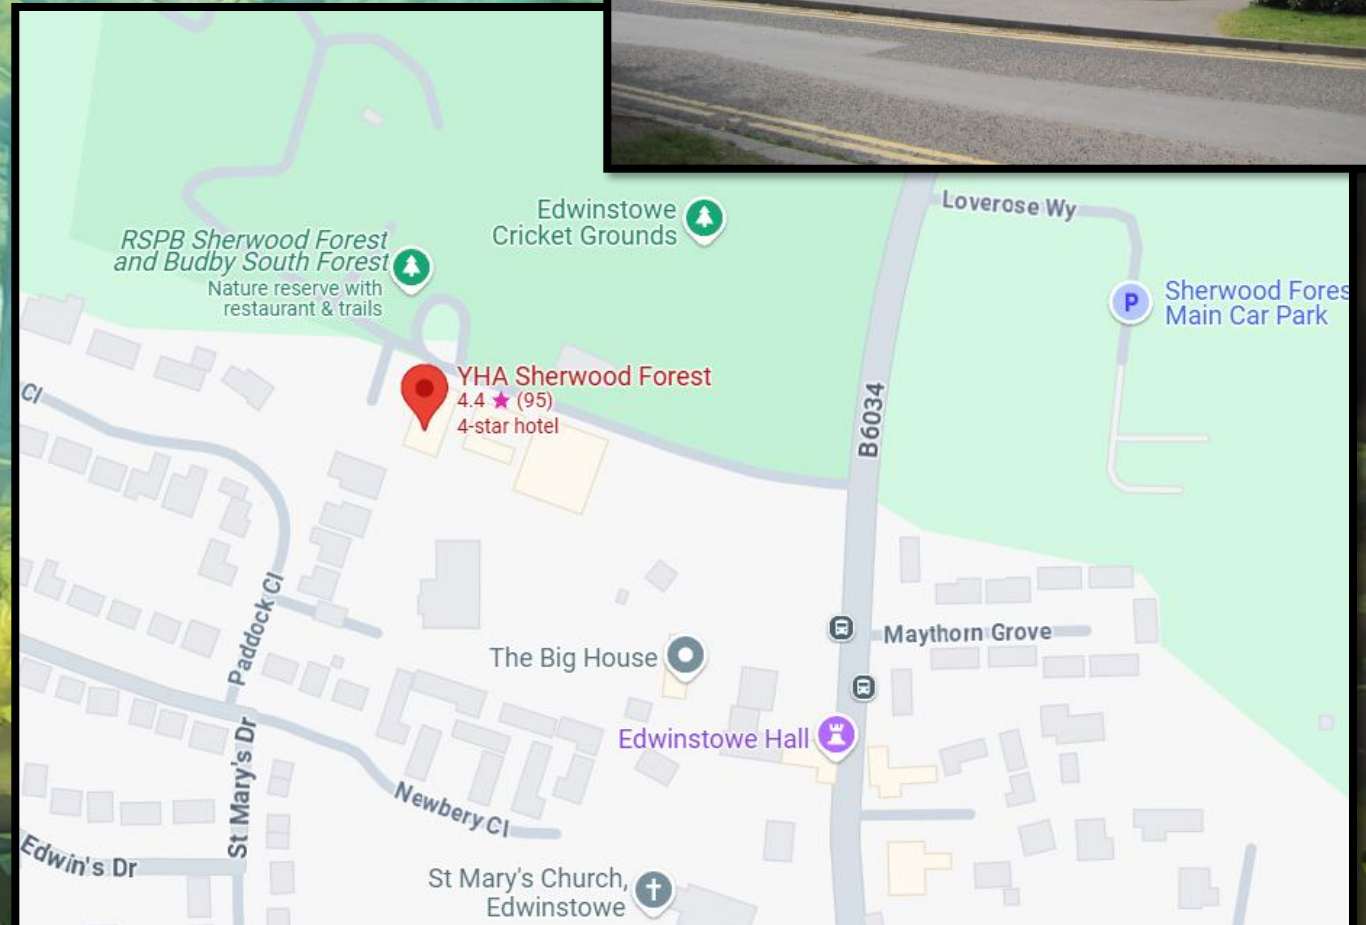 Loverose Wy
Edwinstowe
Cricket Grounds
RSPB Sherwood Forest
and Budby South Forest
Nature reserve with
restaurant & trails
P
Sherwood Fores
Main Car Park
YHA Sherwood Forest
4.4 ★ (95)
4-star hotel
Cl
B6034
Paddock Cl
Maythorn Grove
The Big House
Edwinstowe Hall
St Mary's Dr
Newbery Cl
Edwin's Dr
St Mary's Church,
Edwinstowe